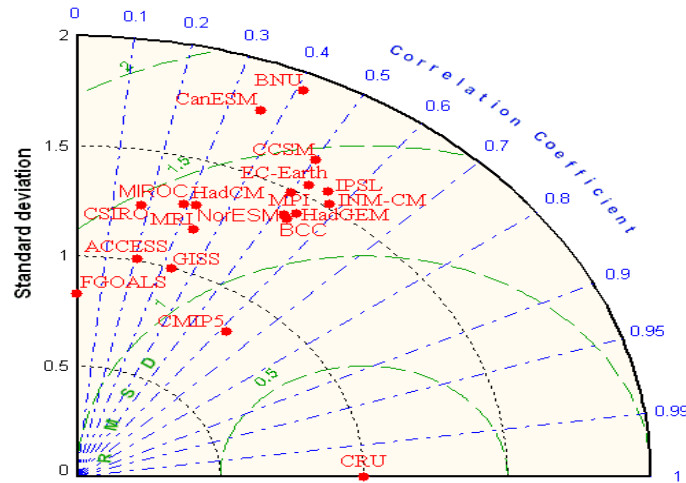 0 0.1 0.2 0.3 0.4 0.5 0.6 0.7 0.8 0.9 0.95 0.99 1
Correlation Coefficient
Standard deviation
2
1.5
1
0.5
0
2
1.5
1
0.5
RMSD
BNU
CanESM
CCSM
EC-Earth
MIROC HadCM MPI IPSL
CSIRO MRI NorESM HadGEM INM-CM
BCC
ACCESS GISS
FGOALS
CMIP5
CRU